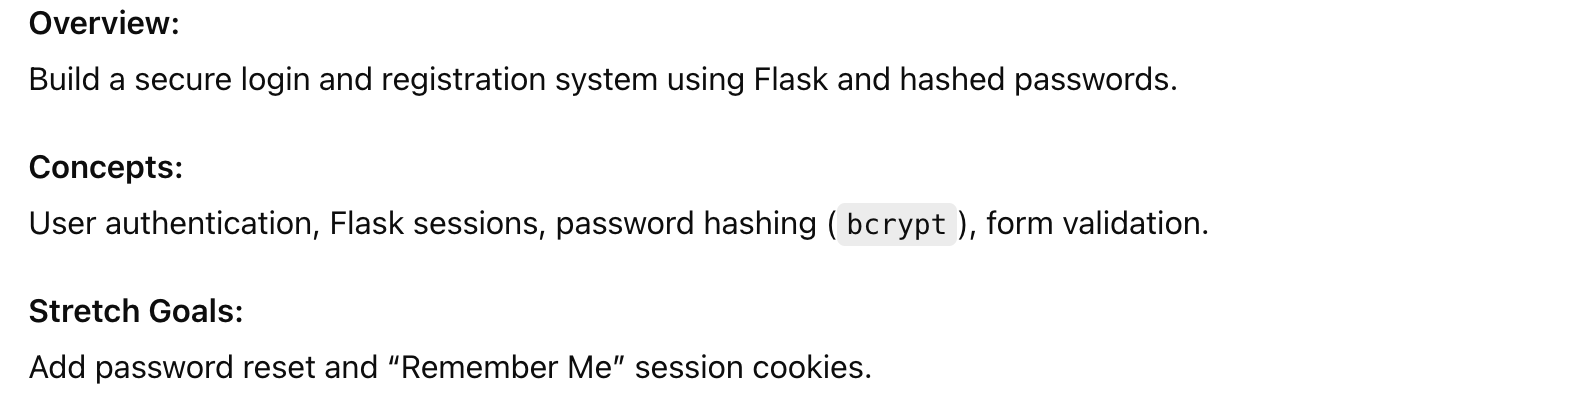 Overview:
Build a secure login and registration system using Flask and hashed passwords.
Concepts:
User authentication, Flask sessions, password hashing (bcrypt), form validation.
Stretch Goals:
Add password reset and “Remember Me” session cookies.